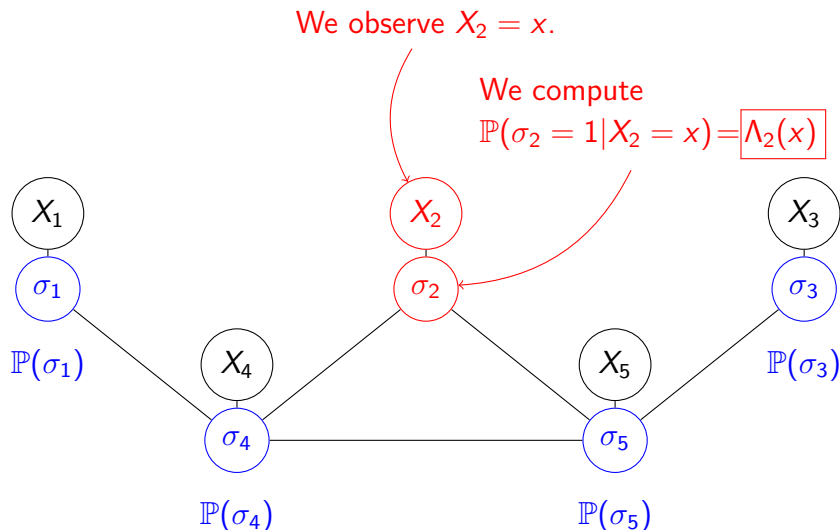 We observe X₂ = x.
We compute
ℙ(σ₂ = 1|X₂ = x)=Λ₂(x)
X₁
X₂
X₃
σ₁
σ₂
σ₃
ℙ(σ₁)
X₄
X₅
ℙ(σ₃)
σ₄
σ₅
ℙ(σ₄)
ℙ(σ₅)